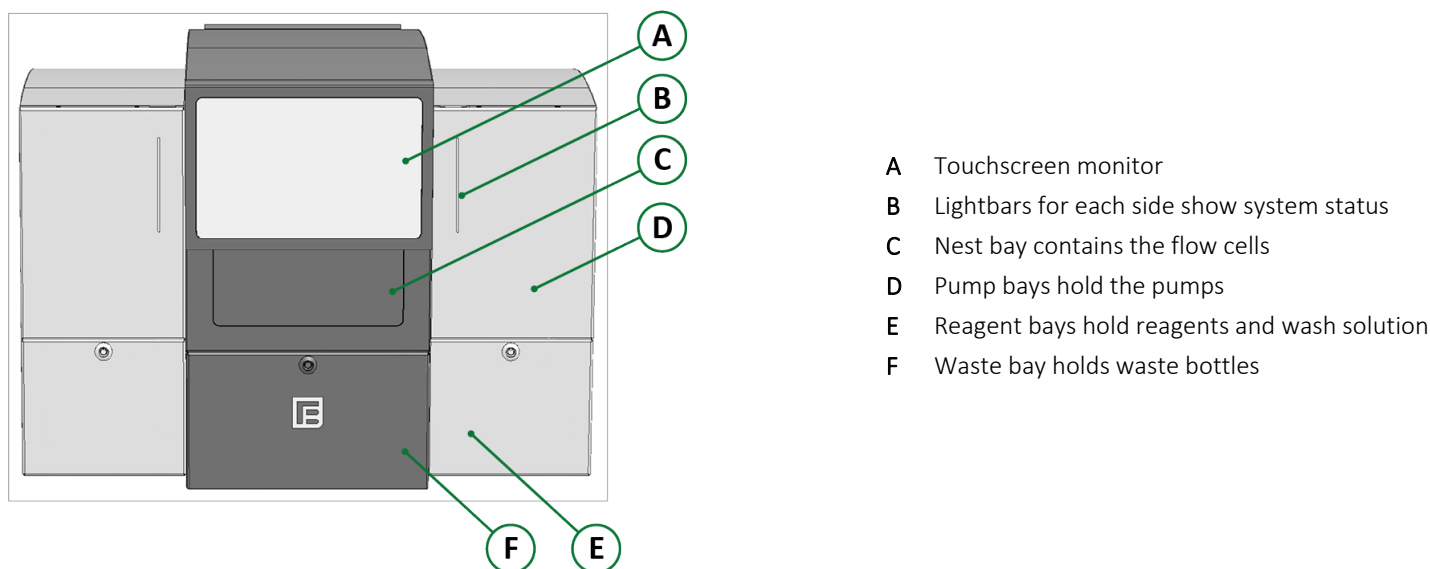 A
B
C
D
F
E
A Touchscreen monitor
B Lightbars for each side show system status
C Nest bay contains the flow cells
D Pump bays hold the pumps
E Reagent bays hold reagents and wash solution
F Waste bay holds waste bottles